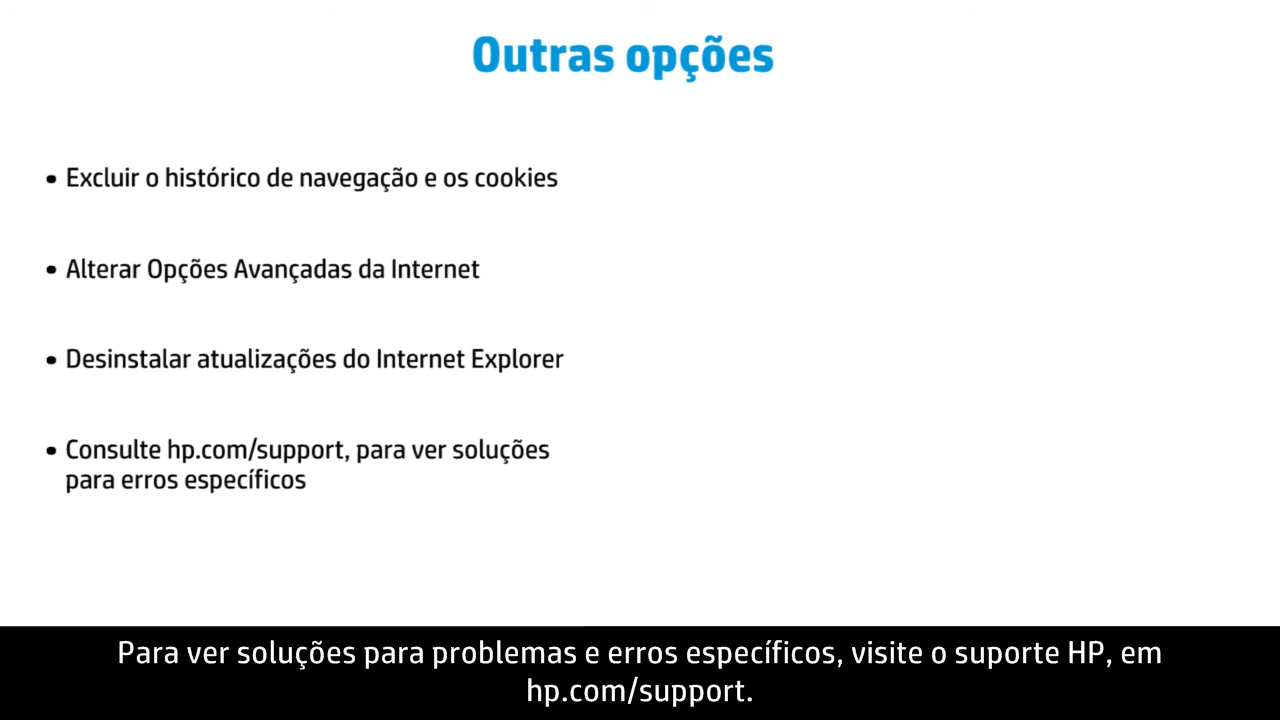 Outras opções
• Excluir o histórico de navegação e os cookies
• Alterar Opções Avançadas da Internet
• Desinstalar atualizações do Internet Explorer
• Consulte hp.com/support, para ver soluções
para erros específicos
Para ver soluções para problemas e erros específicos, visite o suporte HP, em
hp.com/support.